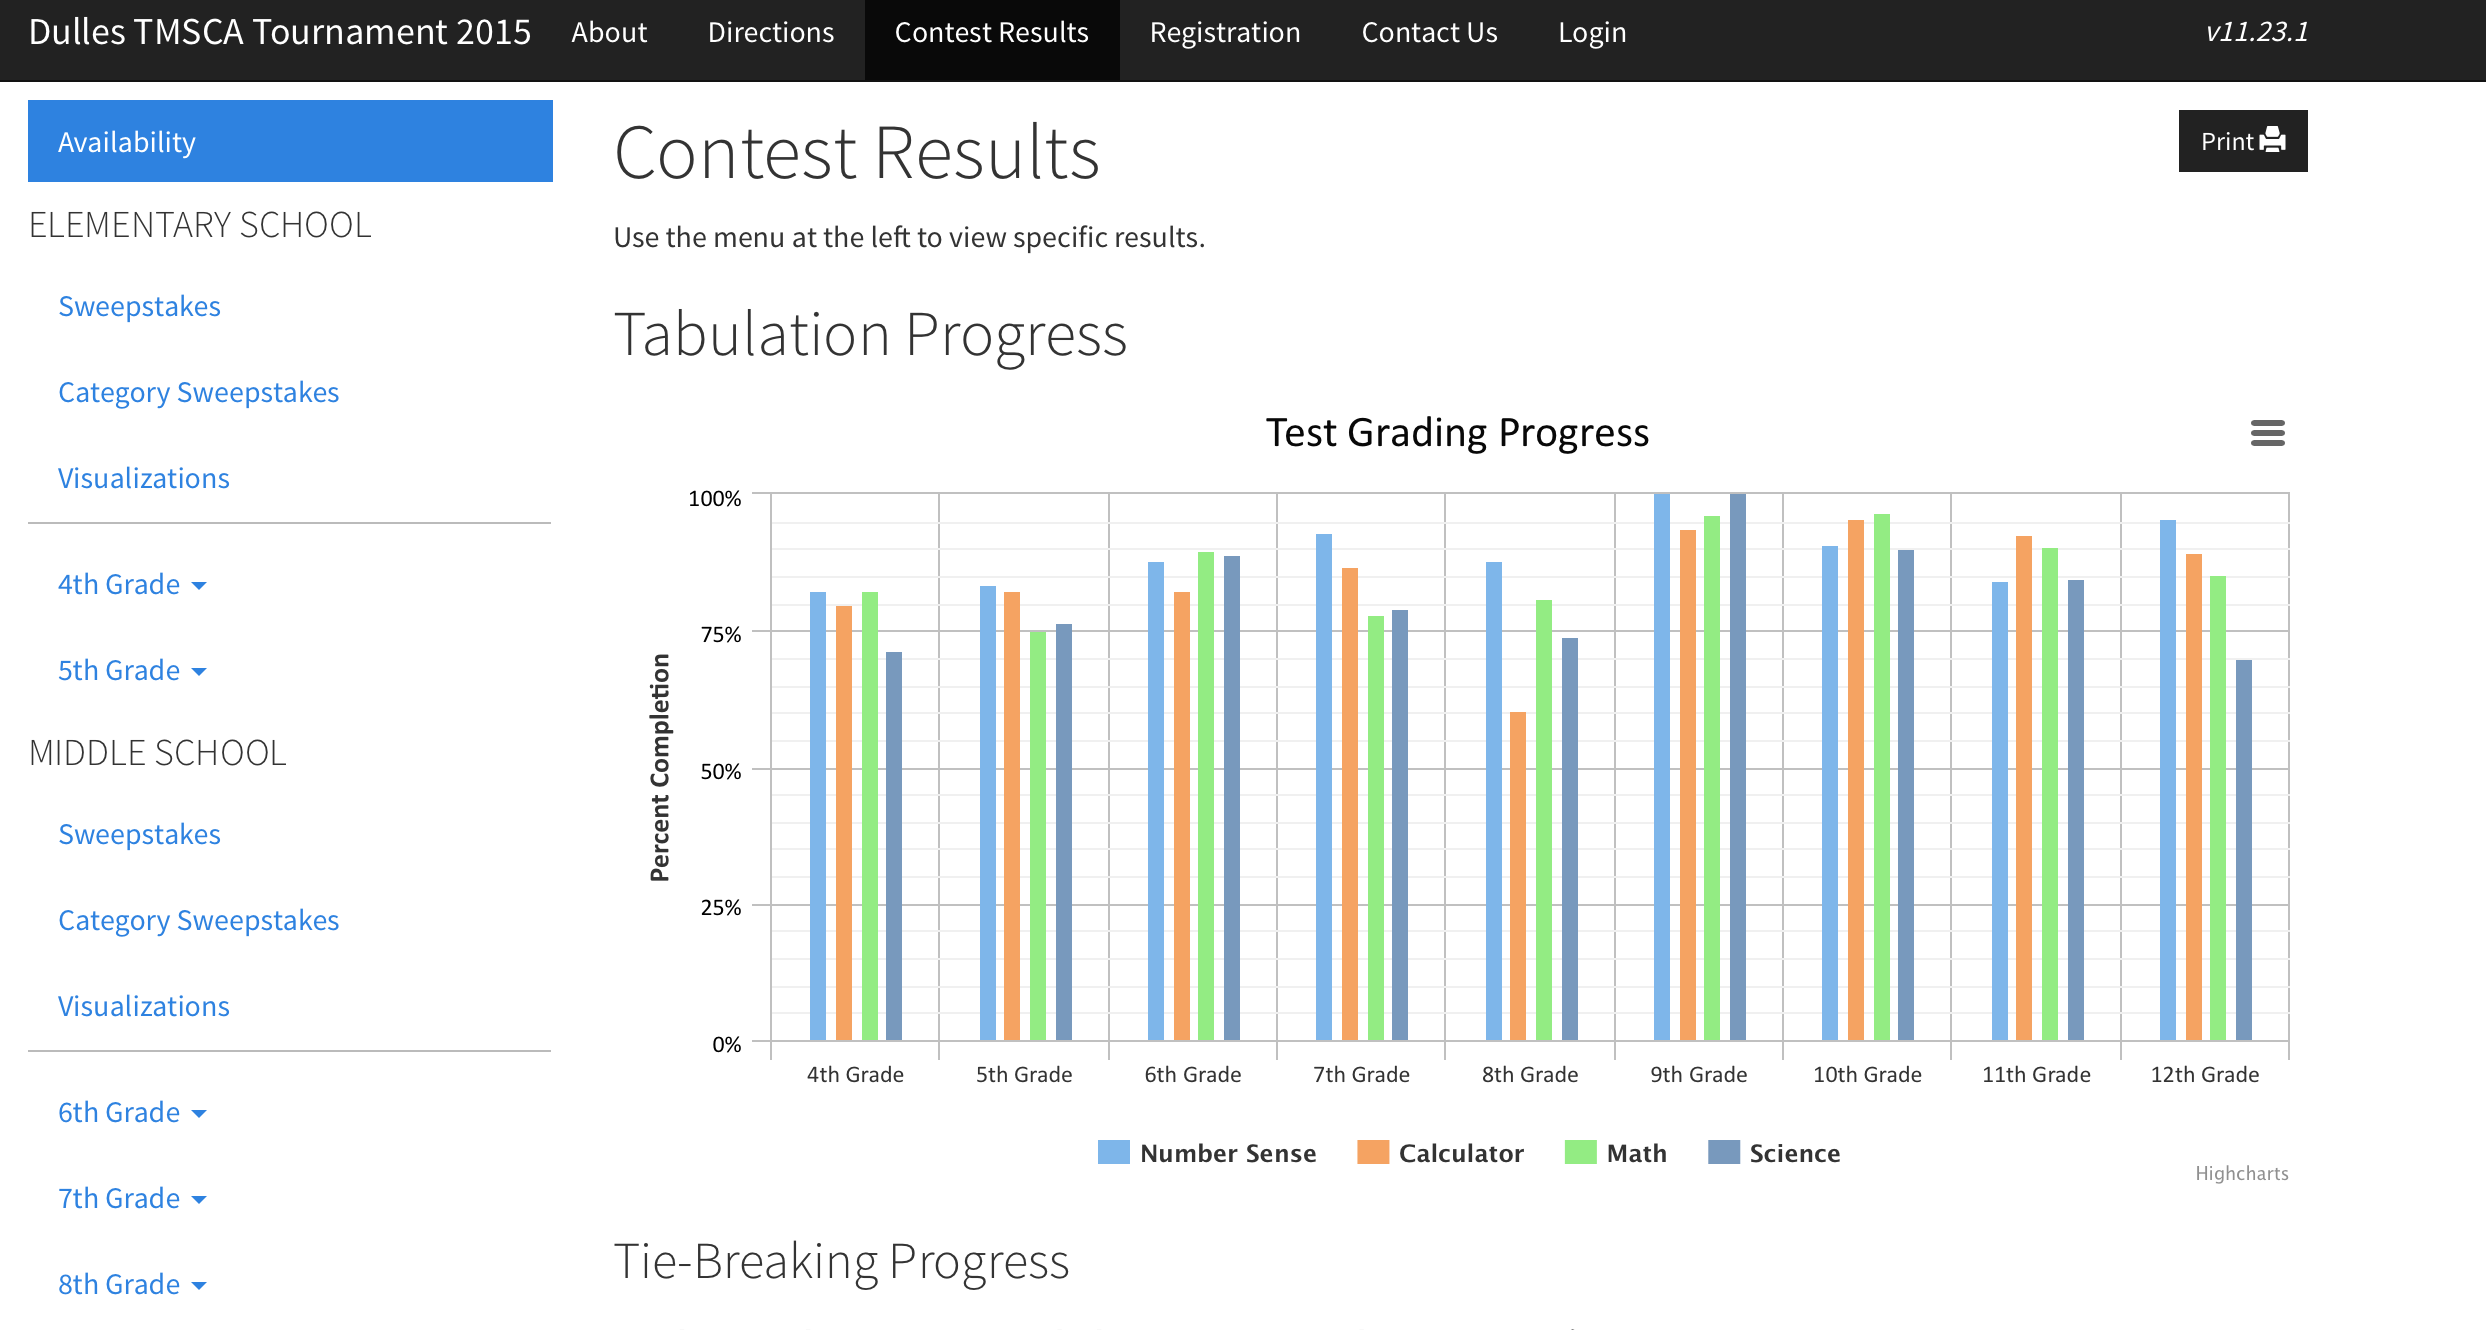 Dulles TMSCA Tournament 2015 About Directions Contest Results Registration Contact Us Login v11.23.1
Availability
ELEMENTARY SCHOOL
Sweepstakes
Category Sweepstakes
Visualizations
4th Grade
5th Grade
MIDDLE SCHOOL
Sweepstakes
Category Sweepstakes
Visualizations
6th Grade
7th Grade
8th Grade
Contest Results
Print
Use the menu at the left to view specific results.
Tabulation Progress
Test Grading Progress
Percent Completion
100%
75%
50%
25%
0%
4th Grade 5th Grade 6th Grade 7th Grade 8th Grade 9th Grade 10th Grade 11th Grade 12th Grade
Number Sense Calculator Math Science
Highcharts
Tie-Breaking Progress